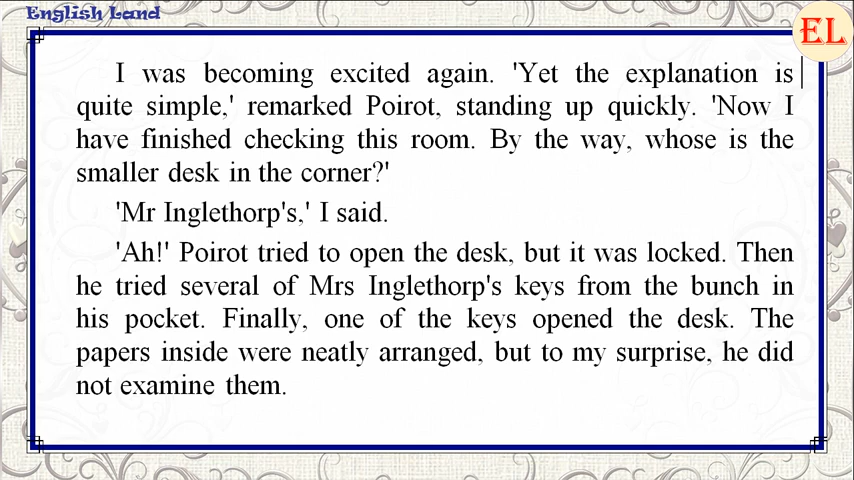 English Land
EL
I was becoming excited again. 'Yet the explanation is
quite simple,' remarked Poirot, standing up quickly. 'Now I
have finished checking this room. By the way, whose is the
smaller desk in the corner?'
'Mr Inglethorp's,' I said.
'Ah!' Poirot tried to open the desk, but it was locked. Then
he tried several of Mrs Inglethorp's keys from the bunch in
his pocket. Finally, one of the keys opened the desk. The
papers inside were neatly arranged, but to my surprise, he did
not examine them.